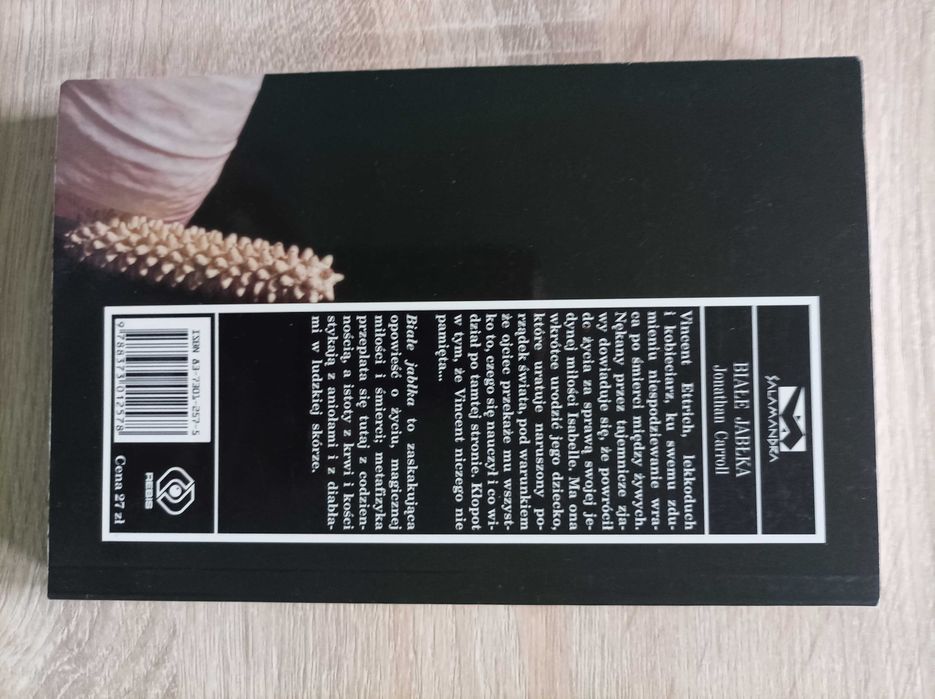 SALAMANDRA
BIAŁE JABŁKA
Jonathan Carroll
Vincent Ettrich, lekkoduch
i kobieciarz, ku swemu zdu-
mieniu niespodziewanie wra-
ca po śmierci między żywych.
Nękany przez tajemnicze zja-
wy dowiaduje się, że powrócił
do życia za sprawą swojej je-
dynej miłości Isabelle. Ma ona
wkrótce urodzić jego dziecko,
które uratuje naruszony po-
rządek świata, pod warunkiem
że ojciec przekaże mu wszyst-
ko to, czego się nauczył i co wi-
dział po tamtej stronie. Kłopot
w tym, że Vincent niczego nie
pamięta...
Białe jabłka to zaskakująca
opowieść o życiu, magicznej
miłości i śmierci; metafizyka
przeplata się tutaj z codzien-
nością, a istoty z krwi i kości
stykają z aniołami i z diabła-
mi w ludzkiej skórze.
ISBN 83-7301-257-5
9 788373 012578
REBIS
Cena 27 zł